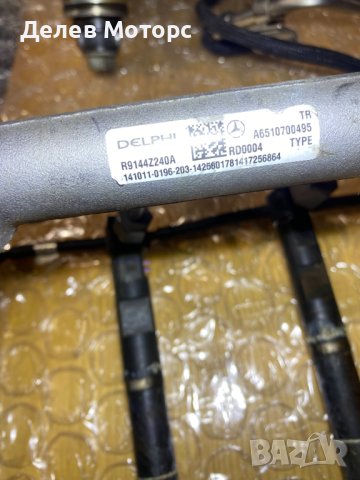 Делев Моторс
DELPHI
TR
A6510700495
R9144Z240A
RD0004
TYPE
141011-0196-203-1425601781417256864
BAZAR